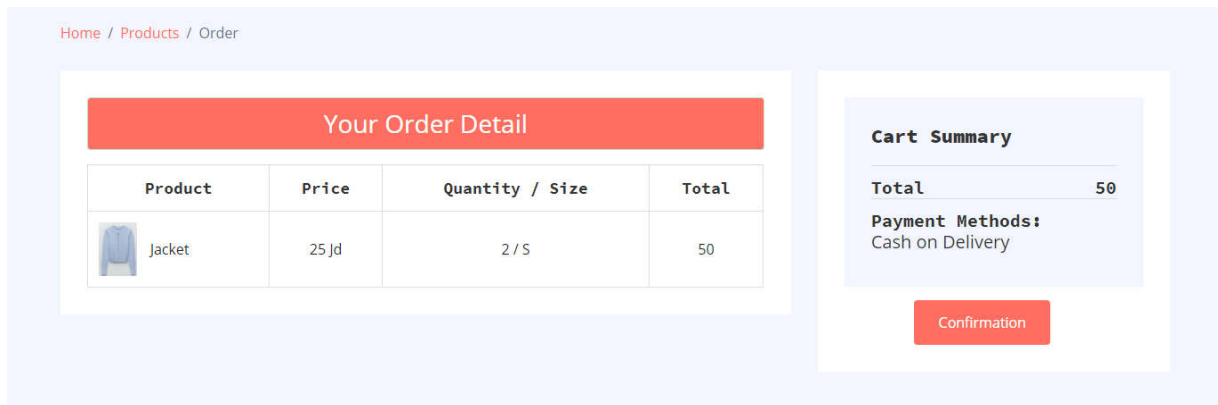 Home / Products / Order
Your Order Detail
Product Price Quantity / Size Total
Jacket 25 Jd 2 / S 50
Cart Summary
Total 50
Payment Methods:
Cash on Delivery
Confirmation